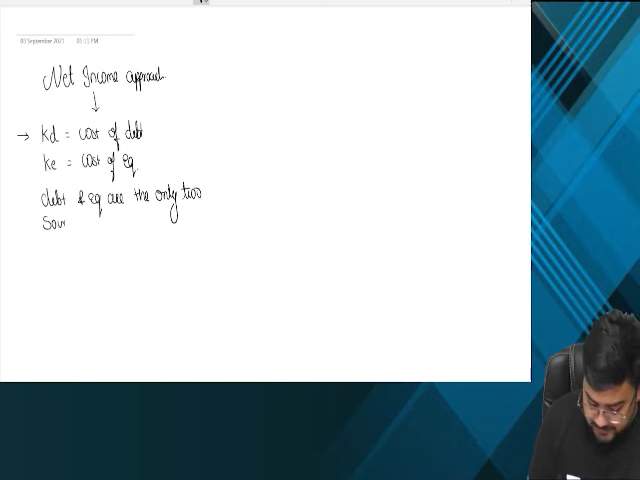 03 September 2021 01:11 PM
Net Income approach
→ kd = cost of debt
ke = cost of eq
debt & eq are the only two
Sour